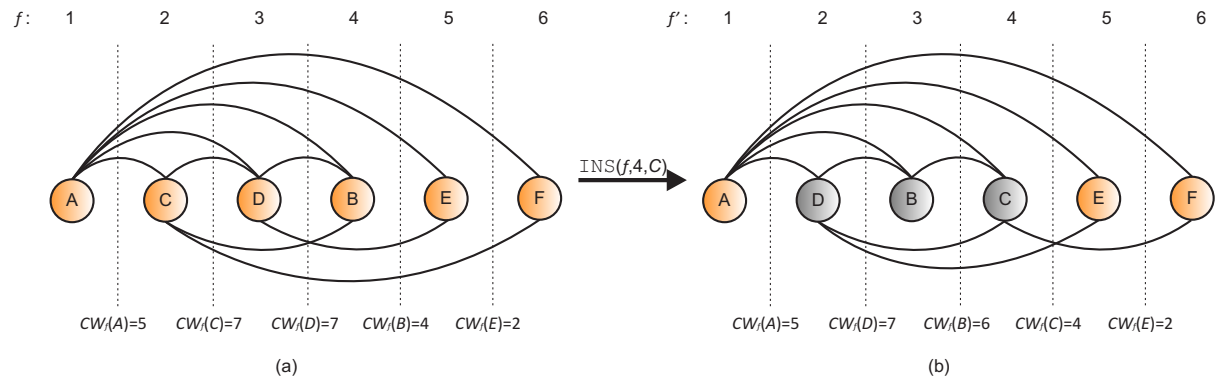 f : 1 2 3 4 5 6 f' : 1 2 3 4 5 6
INS(f,4,C)
A C D B E F A D B C E F
CWf(A)=5 CWf(C)=7 CWf(D)=7 CWf(B)=4 CWf(E)=2 CWf(A)=5 CWf(D)=7 CWf(B)=6 CWf(C)=4 CWf(E)=2
(a) (b)